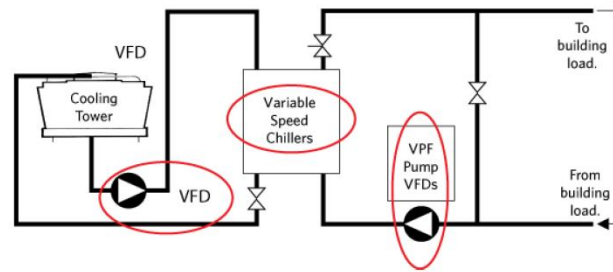 VFD
Cooling
Tower
VFD
Variable
Speed
Chillers
VPF
Pump
VFDs
To
building
load.
From
building
load.